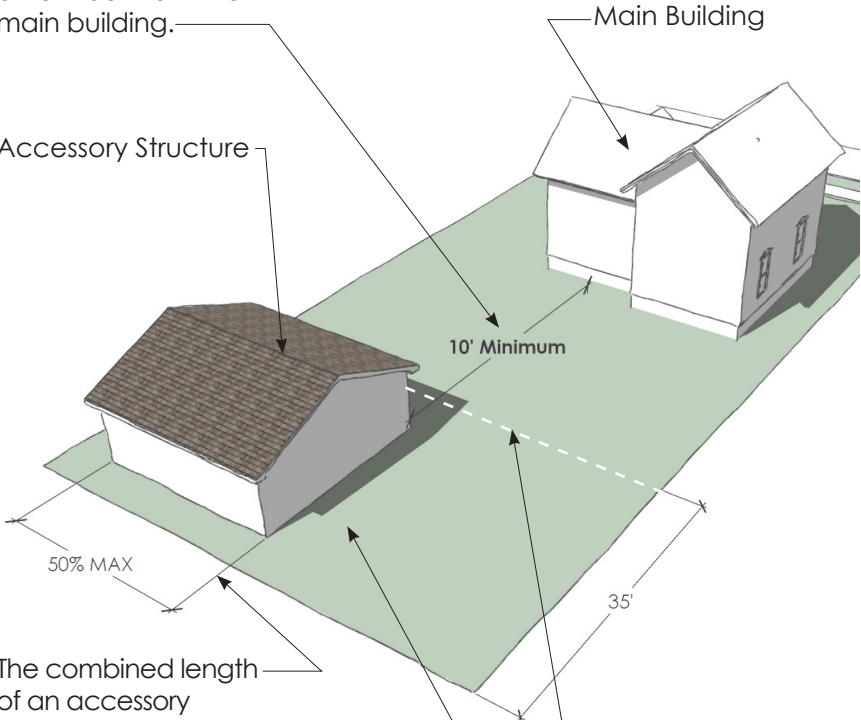 main building.
Main Building
Accessory Structure
10' Minimum
50% MAX
35'
The combined length
of an accessory